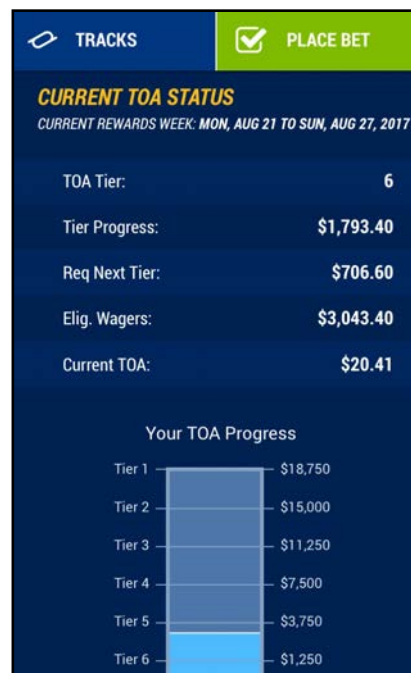 TRACKS PLACE BET
CURRENT TOA STATUS
CURRENT REWARDS WEEK: MON, AUG 21 TO SUN, AUG 27, 2017
TOA Tier: 6
Tier Progress: $1,793.40
Req Next Tier: $706.60
Elig. Wagers: $3,043.40
Current TOA: $20.41
Your TOA Progress
Tier 1 $18,750
Tier 2 $15,000
Tier 3 $11,250
Tier 4 $7,500
Tier 5 $3,750
Tier 6 $1,250